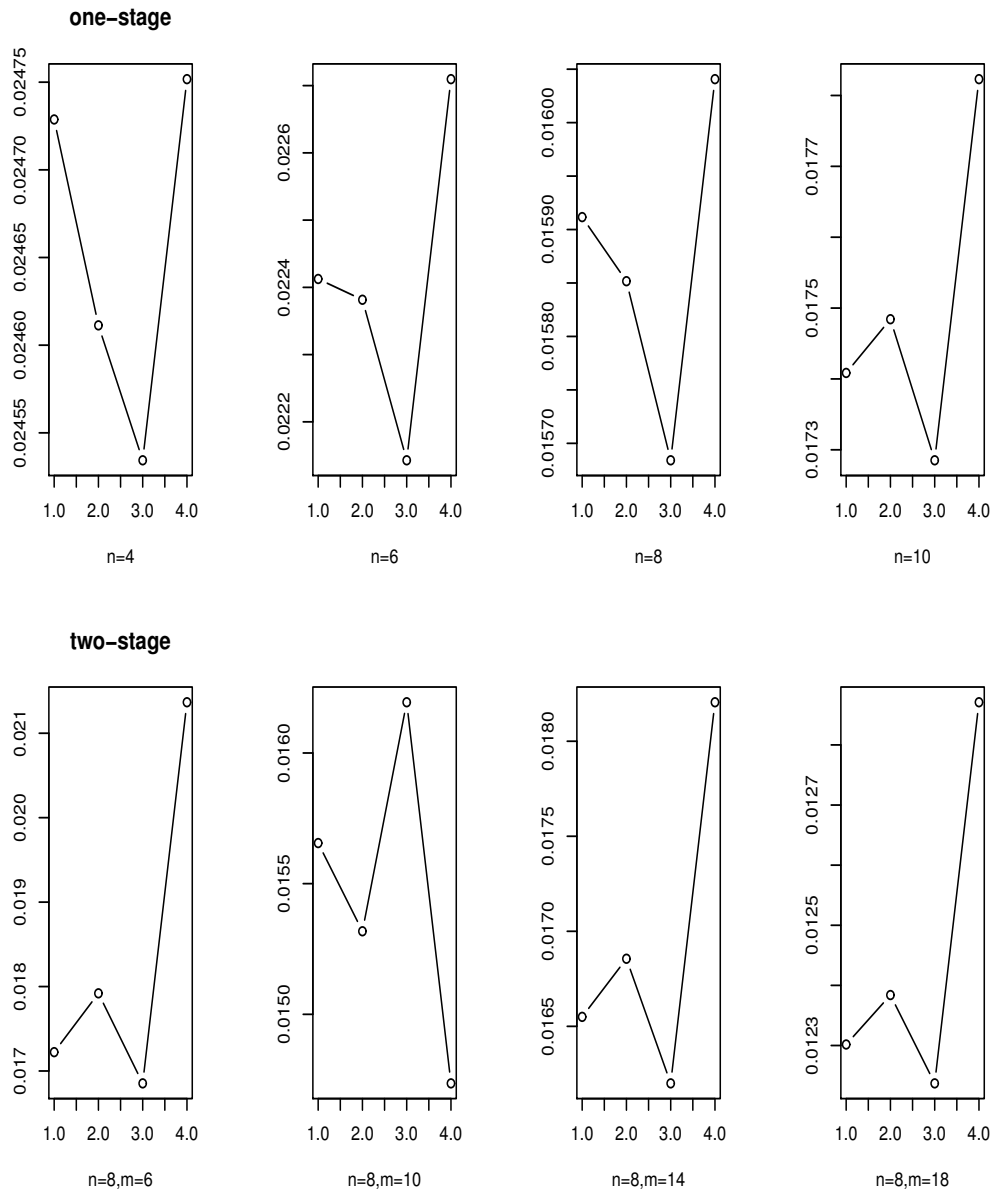 one−stage
0.02455 0.02460 0.02465 0.02470 0.02475
1.0 2.0 3.0 4.0
n=4
0.0222 0.0224 0.0226
1.0 2.0 3.0 4.0
n=6
0.01570 0.01580 0.01590 0.01600
1.0 2.0 3.0 4.0
n=8
0.0173 0.0175 0.0177
1.0 2.0 3.0 4.0
n=10
two−stage
0.017 0.018 0.019 0.020 0.021
1.0 2.0 3.0 4.0
n=8,m=6
0.0150 0.0155 0.0160
1.0 2.0 3.0 4.0
n=8,m=10
0.0165 0.0170 0.0175 0.0180
1.0 2.0 3.0 4.0
n=8,m=14
0.0123 0.0125 0.0127
1.0 2.0 3.0 4.0
n=8,m=18